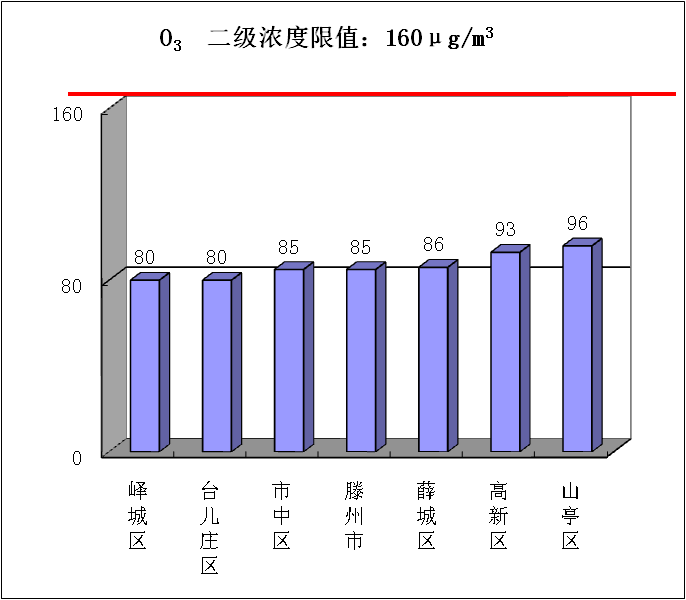 O₃ 二级浓度限值：160μg/m³
160
80
0
80
80
85
85
86
93
96
峄城区
台儿庄区
市中区
滕州市
薛城区
高新区
山亭区